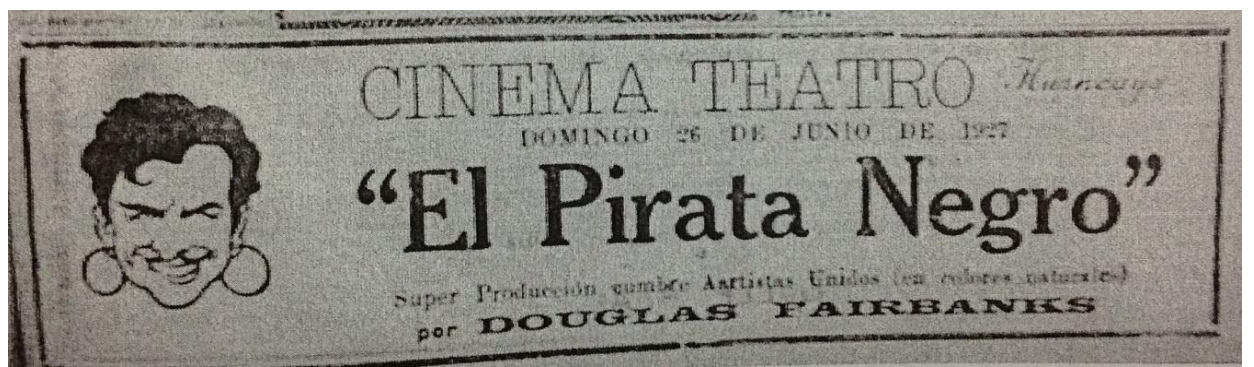 CINEMA TEATRO Huancayo
DOMINGO 26 DE JUNIO DE 1927
“El Pirata Negro”
Super Producción cumbre Aartistas Unidos (en colores naturales)
por DOUGLAS FAIRBANKS